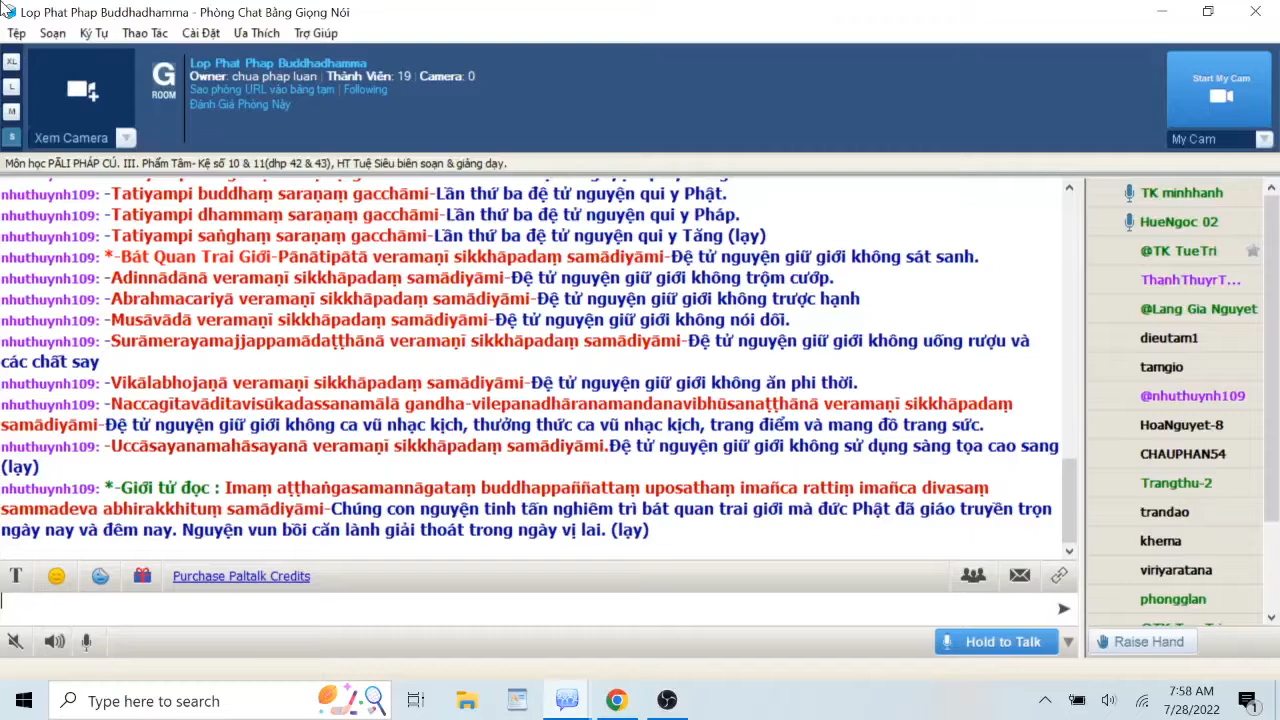 Lop Phat Phap Buddhadhamma - Phòng Chat Bằng Giọng Nói
Tệp Soạn Ký Tự Thao Tác Cài Đặt Ưa Thích Trợ Giúp
XL
L
M
S
Xem Camera
G
ROOM
Lop Phat Phap Buddhadhamma
Owner: chua phap luan | Thành Viên: 19 | Camera: 0
Sao phòng URL vào bảng tạm | Following
Đánh Giá Phòng Này
Start My Cam
My Cam
Môn học PĀLI PHÁP CÚ. III. Phẩm Tâm- Kệ số 10 & 11(dhp 42 & 43), HT Tuệ Siêu biên soạn & giảng dạy.
nhuthuynh109: -Tatiyampi buddhaṃ saraṇaṃ gacchāmi-Lần thứ ba đệ tử nguyện qui y Phật.
nhuthuynh109: -Tatiyampi dhammaṃ saraṇaṃ gacchāmi-Lần thứ ba đệ tử nguyện qui y Pháp.
nhuthuynh109: -Tatiyampi saṅghaṃ saraṇaṃ gacchāmi-Lần thứ ba đệ tử nguyện qui y Tăng (lạy)
nhuthuynh109: *-Bát Quan Trai Giới-Pānātipātā veramaṇī sikkhāpadaṃ samādiyāmi-Đệ tử nguyện giữ giới không sát sanh.
nhuthuynh109: -Adinnādānā veramaṇī sikkhāpadaṃ samādiyāmi-Đệ tử nguyện giữ giới không trộm cướp.
nhuthuynh109: -Abrahmacariyā veramaṇī sikkhāpadaṃ samādiyāmi-Đệ tử nguyện giữ giới không trược hạnh
nhuthuynh109: -Musāvādā veramaṇī sikkhāpadaṃ samādiyāmi-Đệ tử nguyện giữ giới không nói dối.
nhuthuynh109: -Surāmerayamajjappamādaṭṭhānā veramaṇī sikkhāpadaṃ samādiyāmi-Đệ tử nguyện giữ giới không uống rượu và
các chất say
nhuthuynh109: -Vikālabhojaṇā veramaṇī sikkhāpadaṃ samādiyāmi-Đệ tử nguyện giữ giới không ăn phi thời.
nhuthuynh109: -Naccagītavāditavisūkadassanamālā gandha-vilepanadhāranamandanavibhūsanaṭṭhānā veramaṇī sikkhāpadaṃ
samādiyāmi-Đệ tử nguyện giữ giới không ca vũ nhạc kịch, thưởng thức ca vũ nhạc kịch, trang điểm và mang đồ trang sức.
nhuthuynh109: -Uccāsayanamahāsayanā veramaṇī sikkhāpadaṃ samādiyāmi.Đệ tử nguyện giữ giới không sử dụng sàng tọa cao sang
(lạy)
nhuthuynh109: *-Giới tử đọc : Imaṃ aṭṭhaṅgasamannāgataṃ buddhappaññattaṃ uposathaṃ imañca rattiṃ imañca divasaṃ
sammadeva abhirakkhituṃ samādiyāmi-Chúng con nguyện tinh tấn nghiêm trì bát quan trai giới mà đức Phật đã giáo truyền trọn
ngày nay và đêm nay. Nguyện vun bồi căn lành giải thoát trong ngày vị lai. (lạy)
TK minhhanh
HueNgoc 02
@TK TueTri
ThanhThuyrT...
@Lang Gia Nguyet
dieutam1
tamgio
@nhuthuynh109
HoaNguyet-8
CHAUPHAN54
Trangthu-2
trandao
khema
viriyaratana
phongglan
T Purchase Paltalk Credits
Hold to Talk
Raise Hand
Type here to search
7:58 AM
7/28/2022
1